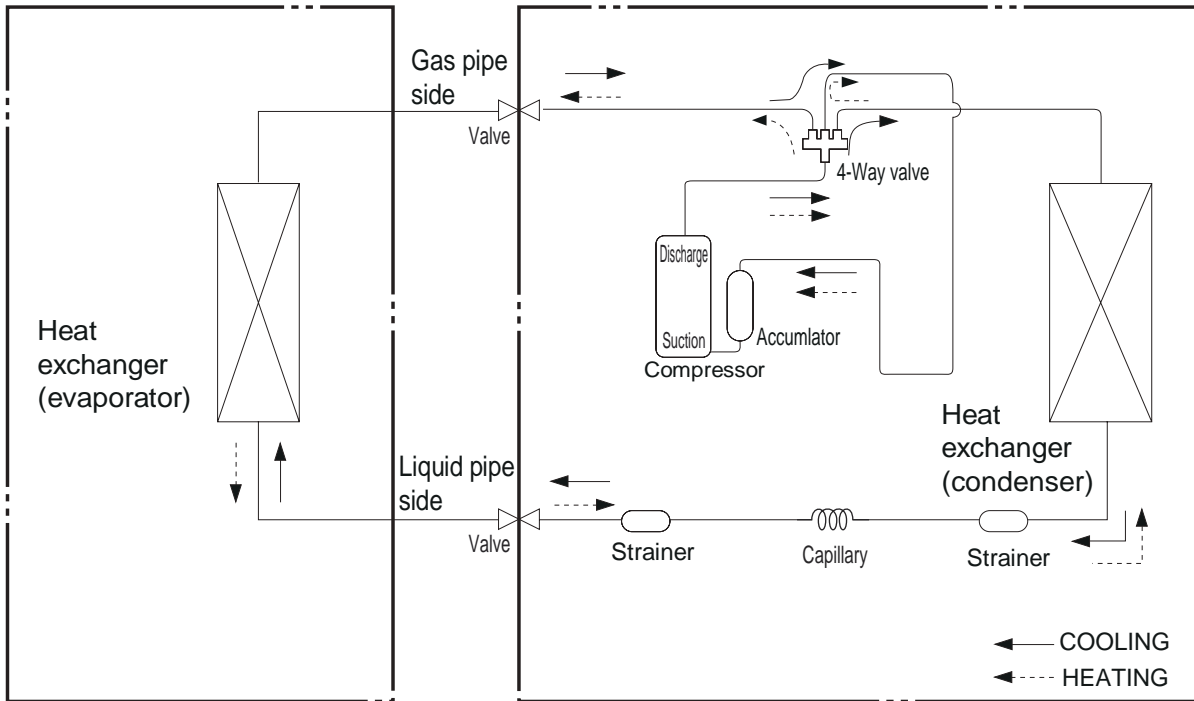 Gas pipe
side
Valve
4-Way valve
Discharge
Suction
Accumlator
Compressor
Heat
exchanger
(evaporator)
Heat
exchanger
(condenser)
Liquid pipe
side
Valve
Strainer
Capillary
Strainer
COOLING
HEATING